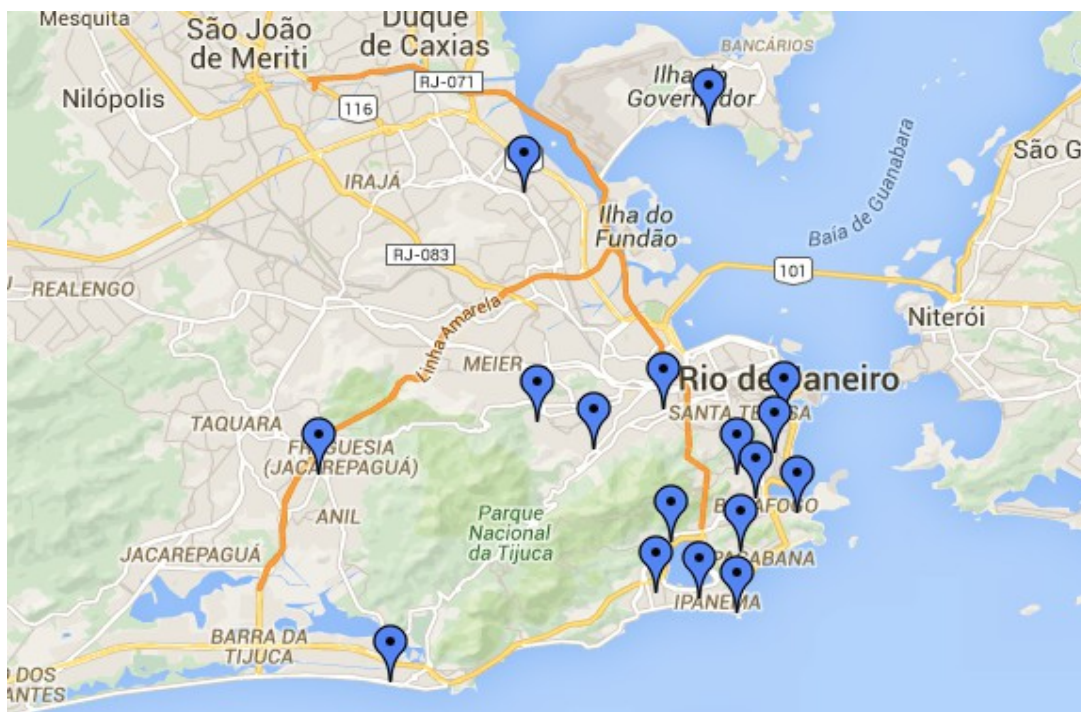 Mesquita
São João
de Meriti
Duque
de Caxias
BANCÁRIOS
Nilópolis
RJ-071
116
Ilha da
Governador
São G
IRAJÁ
Ilha do
Fundão
Baía de Guanabara
RJ-083
101
REALENGO
Linha Amarela
Niterói
MEIER
Rio de Janeiro
TAQUARA
SANTA TERESA
FREGUESIA
(JACAREPAGUÁ)
ANIL
BOTAFOGO
Parque
Nacional
da Tijuca
JACAREPAGUÁ
PACABANA
IPANEMA
BARRA DA
TIJUCA
DOS
ANTES